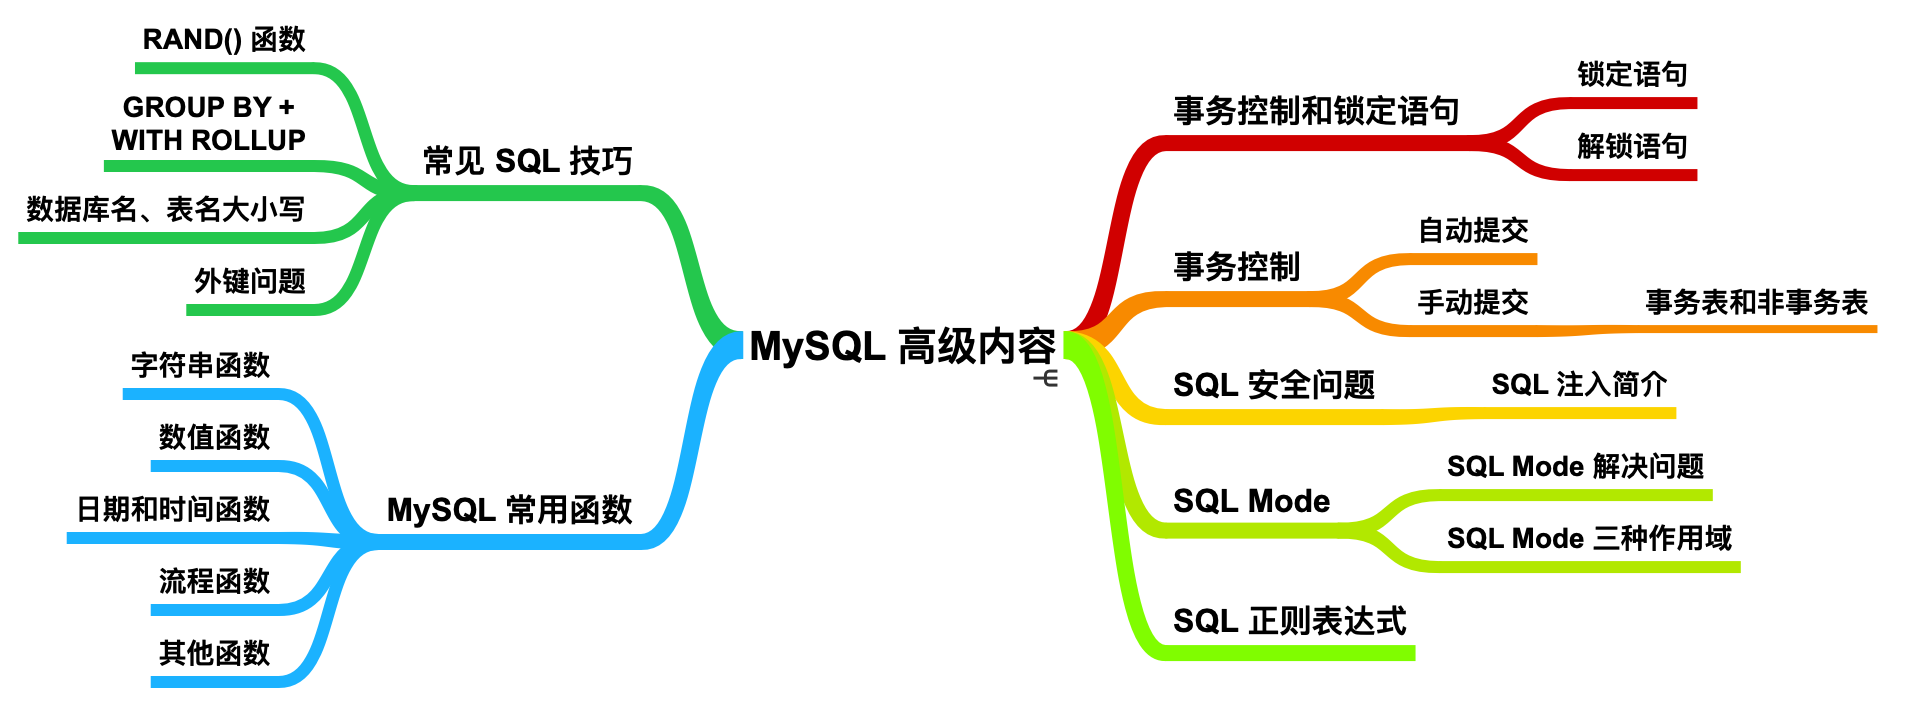 MySQL 高级内容
事务控制和锁定语句
锁定语句
解锁语句
事务控制
自动提交
手动提交
事务表和非事务表
SQL 安全问题
SQL 注入简介
SQL Mode
SQL Mode 解决问题
SQL Mode 三种作用域
SQL 正则表达式
常见 SQL 技巧
RAND() 函数
GROUP BY +
WITH ROLLUP
数据库名、表名大小写
外键问题
MySQL 常用函数
字符串函数
数值函数
日期和时间函数
流程函数
其他函数